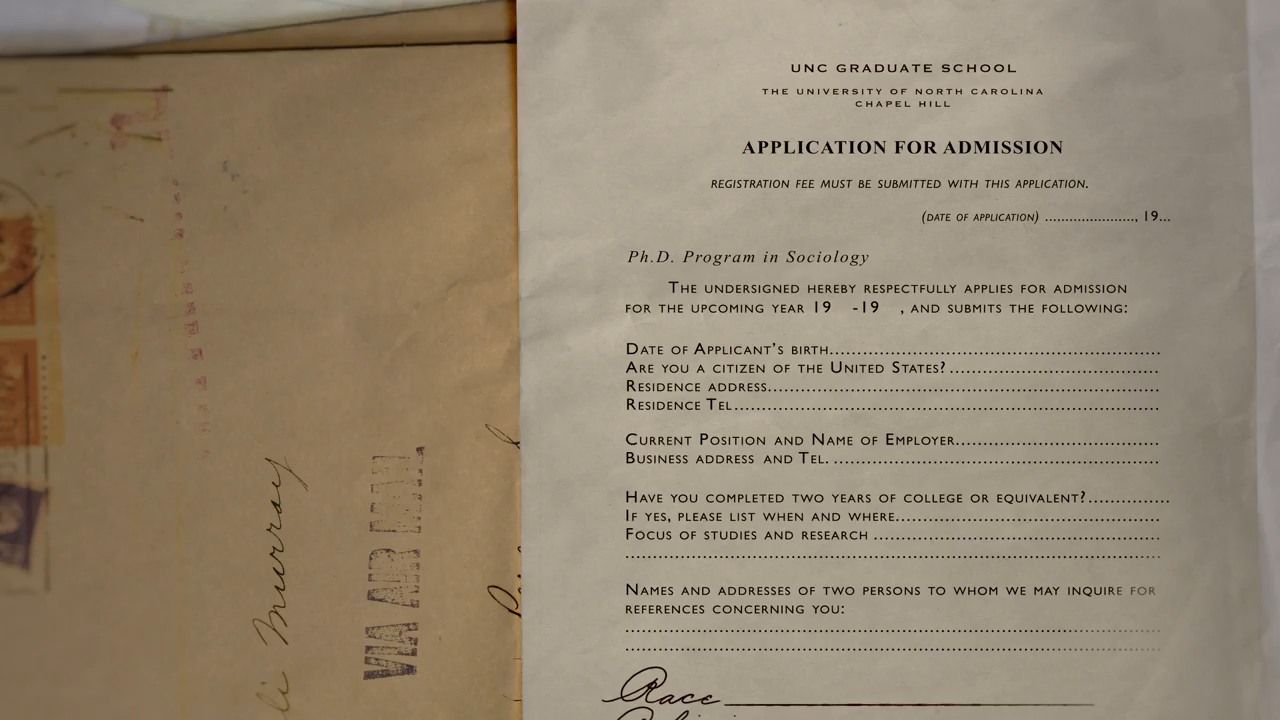 UNC GRADUATE SCHOOL
THE UNIVERSITY OF NORTH CAROLINA
CHAPEL HILL
APPLICATION FOR ADMISSION
REGISTRATION FEE MUST BE SUBMITTED WITH THIS APPLICATION.
(DATE OF APPLICATION) ......................, 19...
Ph.D. Program in Sociology
THE UNDERSIGNED HEREBY RESPECTFULLY APPLIES FOR ADMISSION
FOR THE UPCOMING YEAR 19 -19 , AND SUBMITS THE FOLLOWING:
DATE OF APPLICANT'S BIRTH
ARE YOU A CITIZEN OF THE UNITED STATES?
RESIDENCE ADDRESS
RESIDENCE TEL
CURRENT POSITION AND NAME OF EMPLOYER
BUSINESS ADDRESS AND TEL.
HAVE YOU COMPLETED TWO YEARS OF COLLEGE OR EQUIVALENT?
IF YES, PLEASE LIST WHEN AND WHERE
FOCUS OF STUDIES AND RESEARCH
NAMES AND ADDRESSES OF TWO PERSONS TO WHOM WE MAY INQUIRE FOR
REFERENCES CONCERNING YOU:
Race
VIA AIR MAIL
Murray